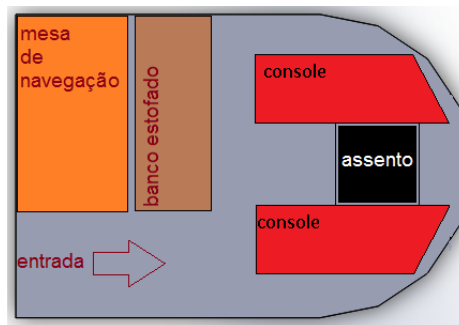 mesa
de
navegação
banco estofado
console
assento
console
entrada